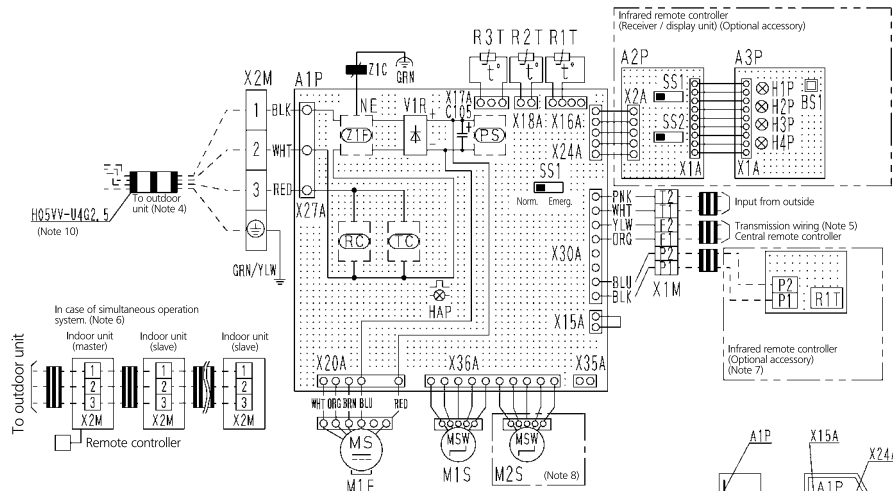 Infrared remote controller
(Receiver / display unit) (Optional accessory)
A2P
A3P
SS1
X2A
SS2
X1A
X1A
H1P
H2P
H3P
H4P
BS1
R3T R2T R1T
t°
t°
t°
X17A
X18A
X16A
C105
X24A
X2M
A1P
Z1C
GRN
NE
V1R
Z1F
+
-
+
PS
SS1
Norm. Emerg.
1
BLK
2
WHT
3
RED
X27A
GRN/YLW
To outdoor
unit (Note 4)
H05VV-U4G2.5
(Note 10)
RC
TC
HAP
X30A
PNK
WHT
YLW
ORG
BLU
BLK
T2
T1
F2
F1
P2
P1
X1M
Input from outside
Transmission wiring (Note 5)
Central remote controller
P2
P1
R1T
Infrared remote controller
(Optional accessory)
(Note 7)
X15A
X35A
X20A
X36A
WHT ORG BRN BLU
RED
MS
M1F
MSW
M1S
MSW
M2S
(Note 8)
In case of simultaneous operation
system. (Note 6)
Indoor unit
(master)
Indoor unit
(slave)
Indoor unit
(slave)
To outdoor unit
1
2
3
X2M
1
2
3
X2M
1
2
3
X2M
Remote controller
A1P
X15A
X24A
A1P